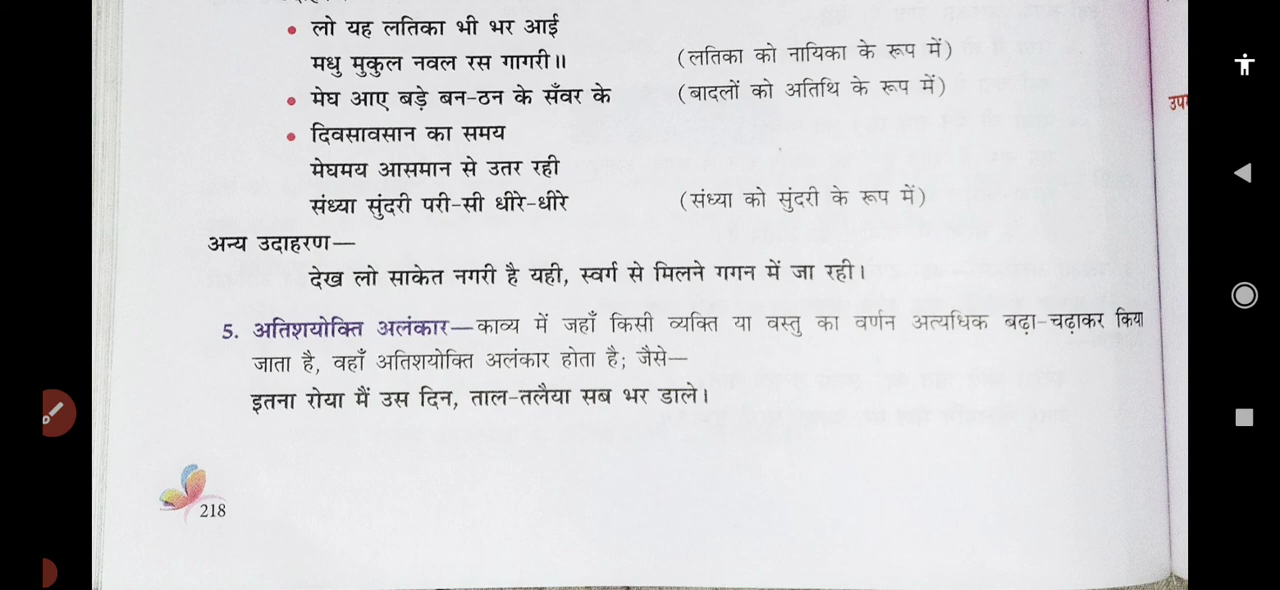 लो यह लतिका भी भर आई
मधु मुकुल नवल रस गागरी॥ (लतिका को नायिका के रूप में)
मेघ आए बड़े बन-ठन के सँवर के (बादलों को अतिथि के रूप में)
दिवसावसान का समय
मेघमय आसमान से उतर रही
संध्या सुंदरी परी-सी धीरे-धीरे (संध्या को सुंदरी के रूप में)
अन्य उदाहरण—
देख लो साकेत नगरी है यही, स्वर्ग से मिलने गगन में जा रही।
5. अतिशयोक्ति अलंकार—काव्य में जहाँ किसी व्यक्ति या वस्तु का वर्णन अत्यधिक बढ़ा-चढ़ाकर किया
जाता है, वहाँ अतिशयोक्ति अलंकार होता है; जैसे—
इतना रोया मैं उस दिन, ताल-तलैया सब भर डाले।
218